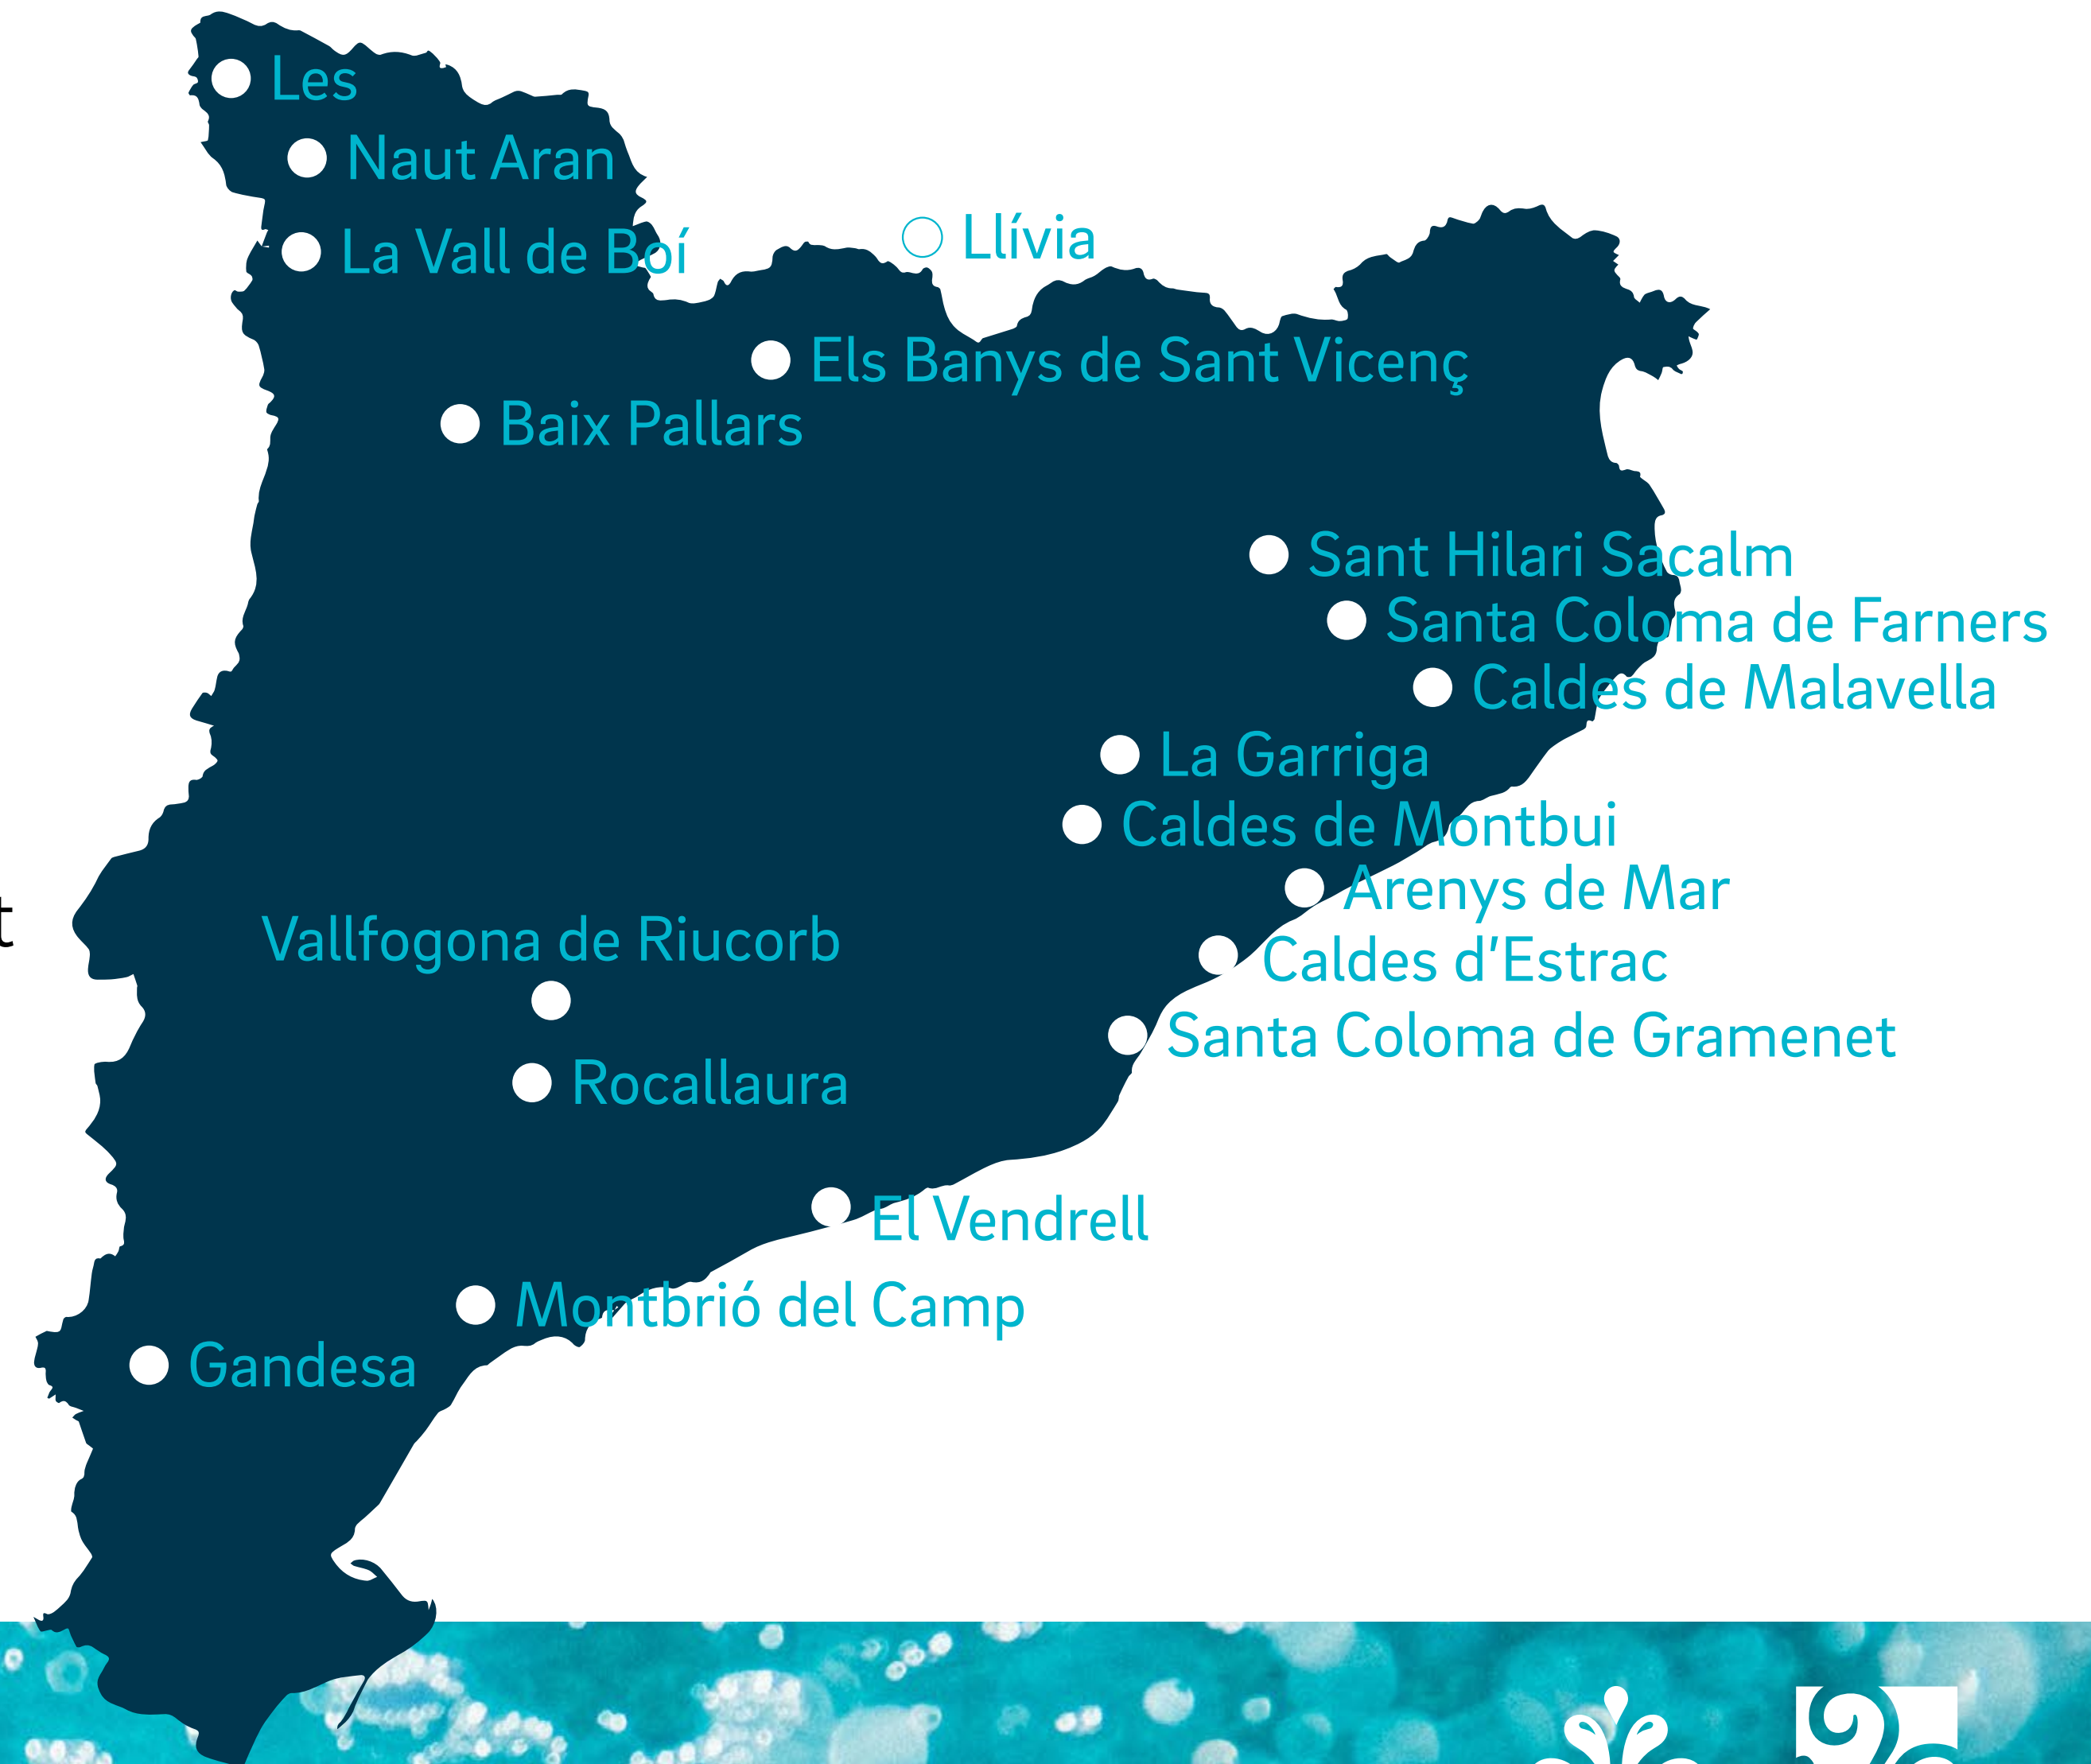 Les
Naut Aran
La Vall de Boí
Llívia
Els Banys de Sant Vicenç
Baix Pallars
Sant Hilari Sacalm
Santa Coloma de Farners
Caldes de Malavella
La Garriga
Caldes de Montbui
Arenys de Mar
t
Vallfogona de Riucorb
Caldes d’Estrac
Santa Coloma de Gramenet
Rocallaura
El Vendrell
Montbrió del Camp
Gandesa